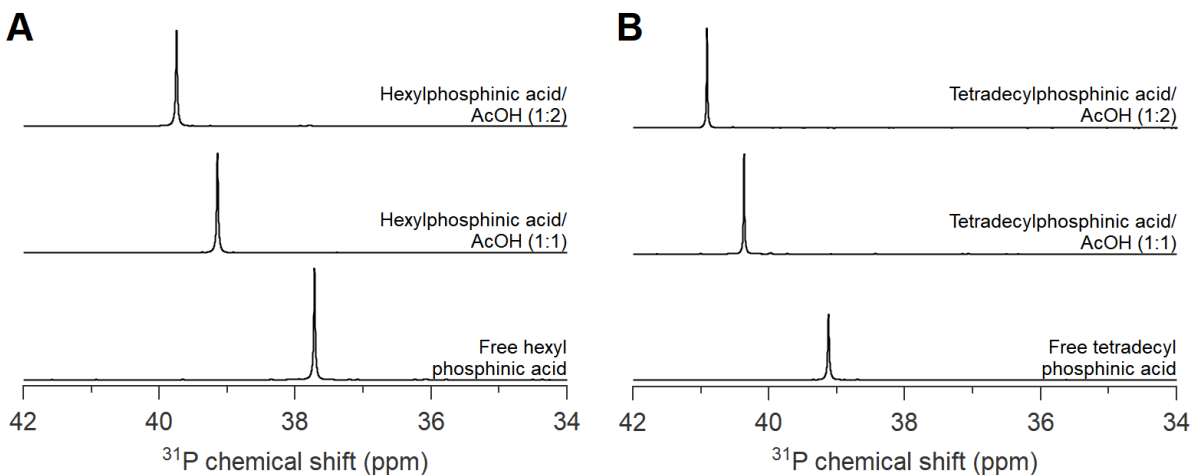 A
Hexylphosphinic acid/
AcOH (1:2)
Hexylphosphinic acid/
AcOH (1:1)
Free hexyl
phosphinic acid
42 40 38 36 34
³¹P chemical shift (ppm)
B
Tetradecylphosphinic acid/
AcOH (1:2)
Tetradecylphosphinic acid/
AcOH (1:1)
Free tetradecyl
phosphinic acid
42 40 38 36 34
³¹P chemical shift (ppm)